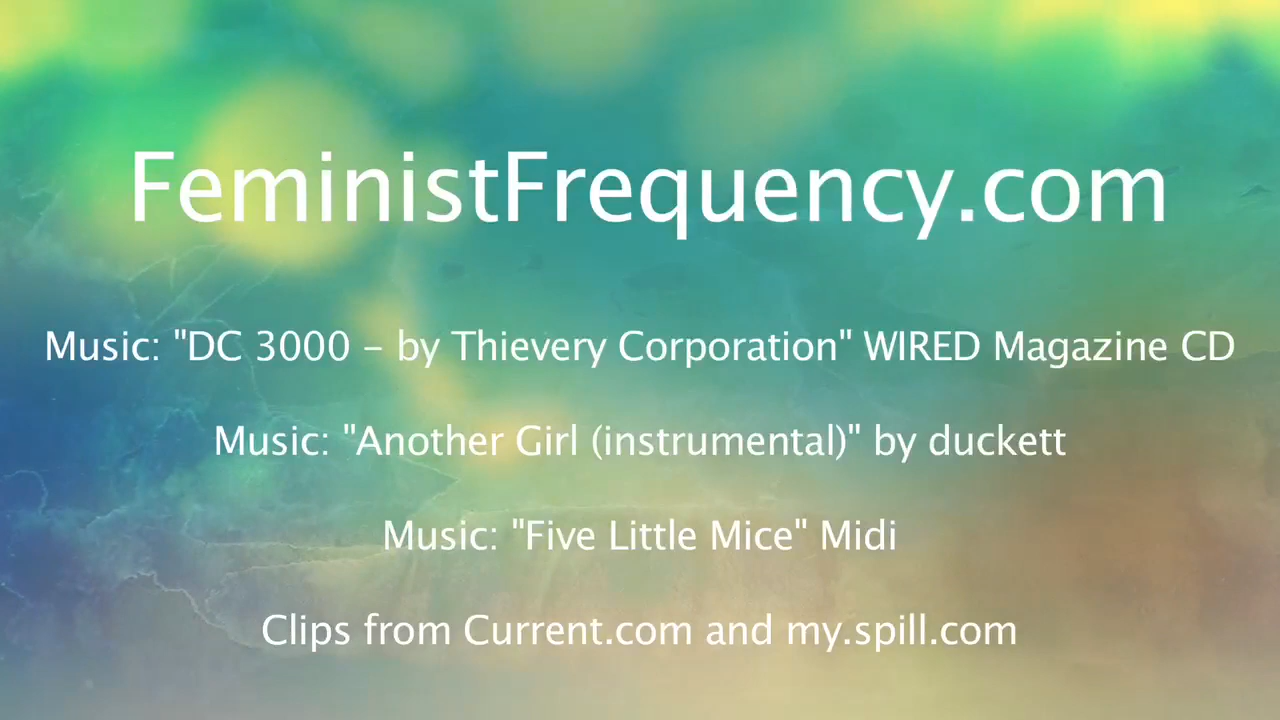 FeministFrequency.com
Music: "DC 3000 – by Thievery Corporation" WIRED Magazine CD
Music: "Another Girl (instrumental)" by duckett
Music: "Five Little Mice" Midi
Clips from Current.com and my.spill.com